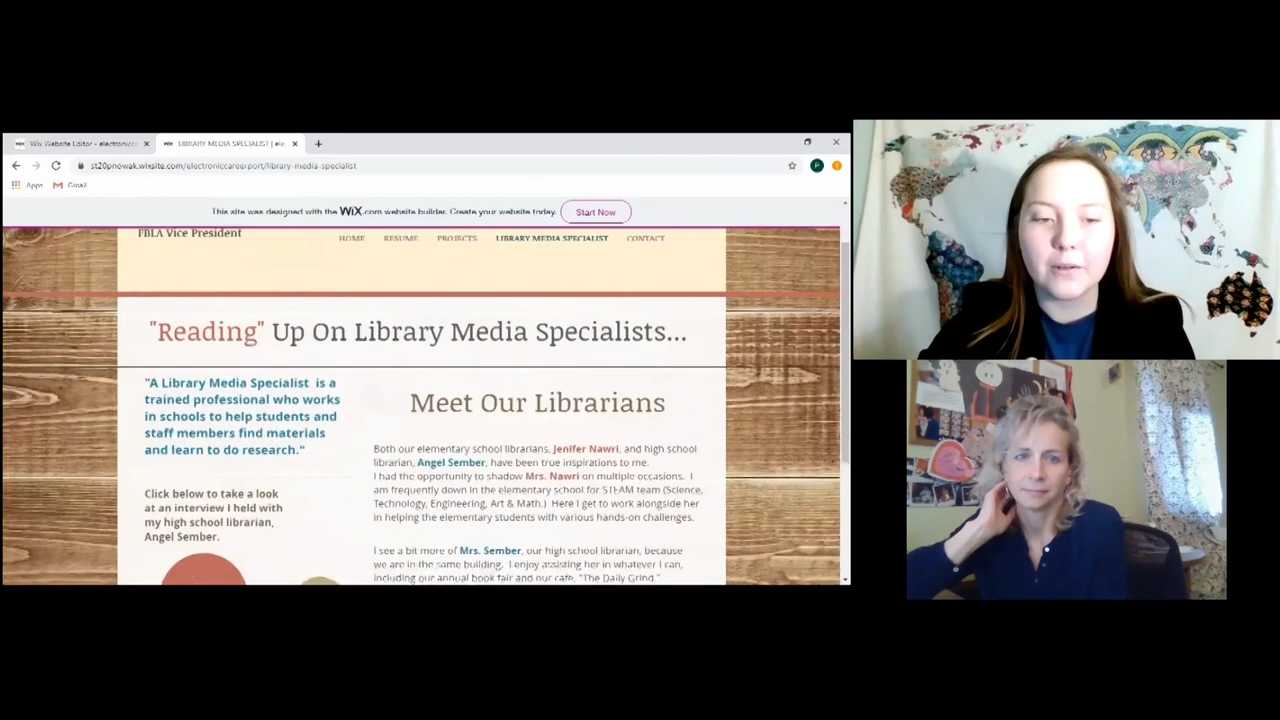 Wix Website Editor - electronicc
LIBRARY MEDIA SPECIALIST | ele
st20pnowak.wixsite.com/electroniccareerport/library-media-specialist
P
Apps
Gmail
This site was designed with the WiX.com website builder. Create your website today.
Start Now
FBLA Vice President
HOME
RESUME
PROJECTS
LIBRARY MEDIA SPECIALIST
CONTACT
"Reading" Up On Library Media Specialists...
"A Library Media Specialist is a
trained professional who works
in schools to help students and
staff members find materials
and learn to do research."
Click below to take a look
at an interview I held with
my high school librarian,
Angel Sember.
Meet Our Librarians
Both our elementary school librarians, Jenifer Nawri, and high school
librarian, Angel Sember, have been true inspirations to me.
I had the opportunity to shadow Mrs. Nawri on multiple occasions. I
am frequently down in the elementary school for STEAM team (Science,
Technology, Engineering, Art & Math.) Here I get to work alongside her
in helping the elementary students with various hands-on challenges.
I see a bit more of Mrs. Sember, our high school librarian, because
we are in the same building. I enjoy assisting her in whatever I can,
including our annual book fair and our cafe, "The Daily Grind."